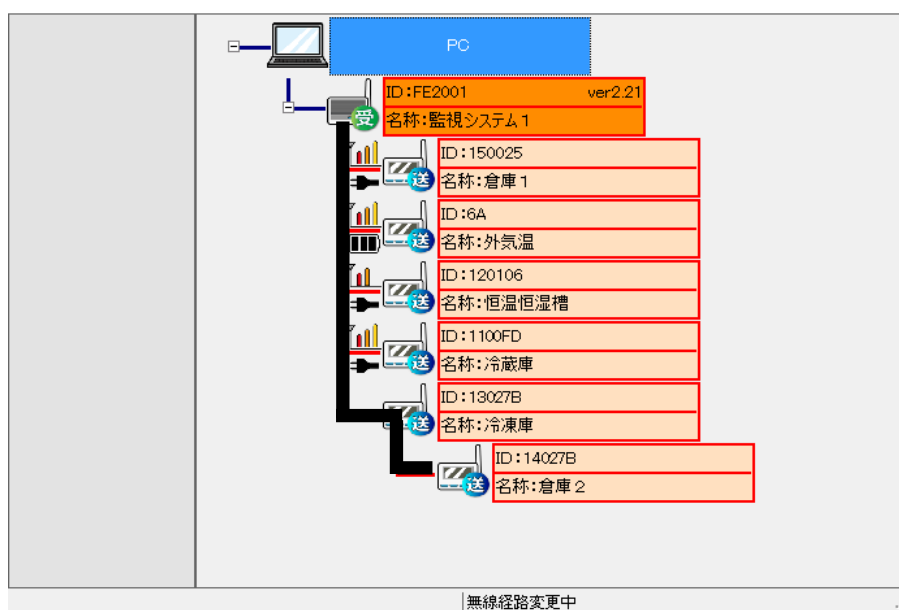 PC
ID:FE2001 ver2.21
受
名称:監視システム1
ID:150025
送
名称:倉庫1
ID:6A
送
名称:外気温
ID:120106
送
名称:恒温恒湿槽
ID:1100FD
送
名称:冷蔵庫
ID:13027B
送
名称:冷凍庫
ID:14027B
送
名称:倉庫2
無線経路変更中